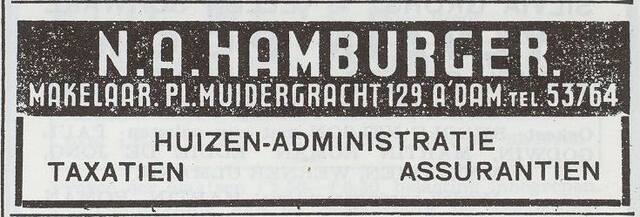 N.A.HAMBURGER.
MAKELAAR. PL.MUIDERGRACHT 129. A'DAM. TEL. 53764
HUIZEN-ADMINISTRATIE
TAXATIEN ASSURANTIEN